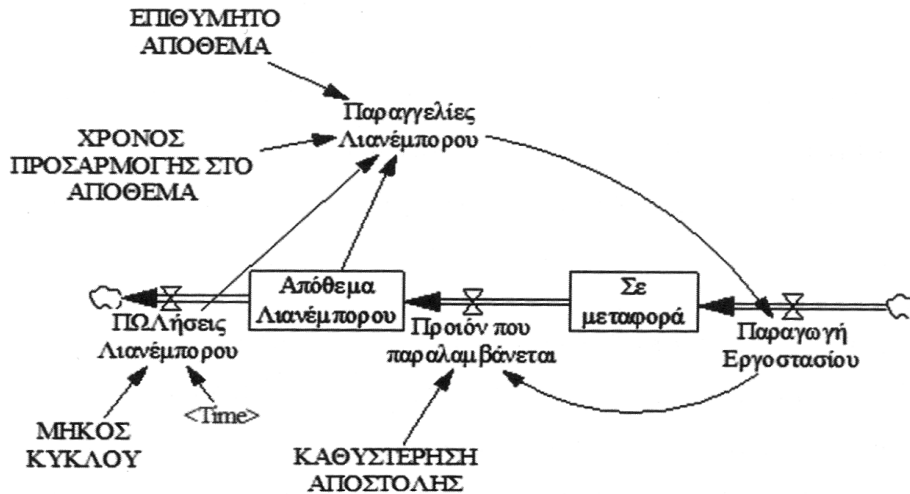 ΕΠΙΘΥΜΗΤΟ
ΑΠΟΘΕΜΑ
Παραγγελίες
Λιανέμπορου
ΧΡΟΝΟΣ
ΠΡΟΣΑΡΜΟΓΗΣ ΣΤΟ
ΑΠΟΘΕΜΑ
Απόθεμα
Λιανέμπορου
Σε
μεταφορά
ΠΩΛήσεις
Λιανέμπορου
Προιόν που
παραλαμβάνεται
Παραγωγή
Εργοστασίου
<Time>
ΜΗΚΟΣ
ΚΥΚΛΟΥ
ΚΑΘΥΣΤΕΡΗΣΗ
ΑΠΟΣΤΟΛΗΣ